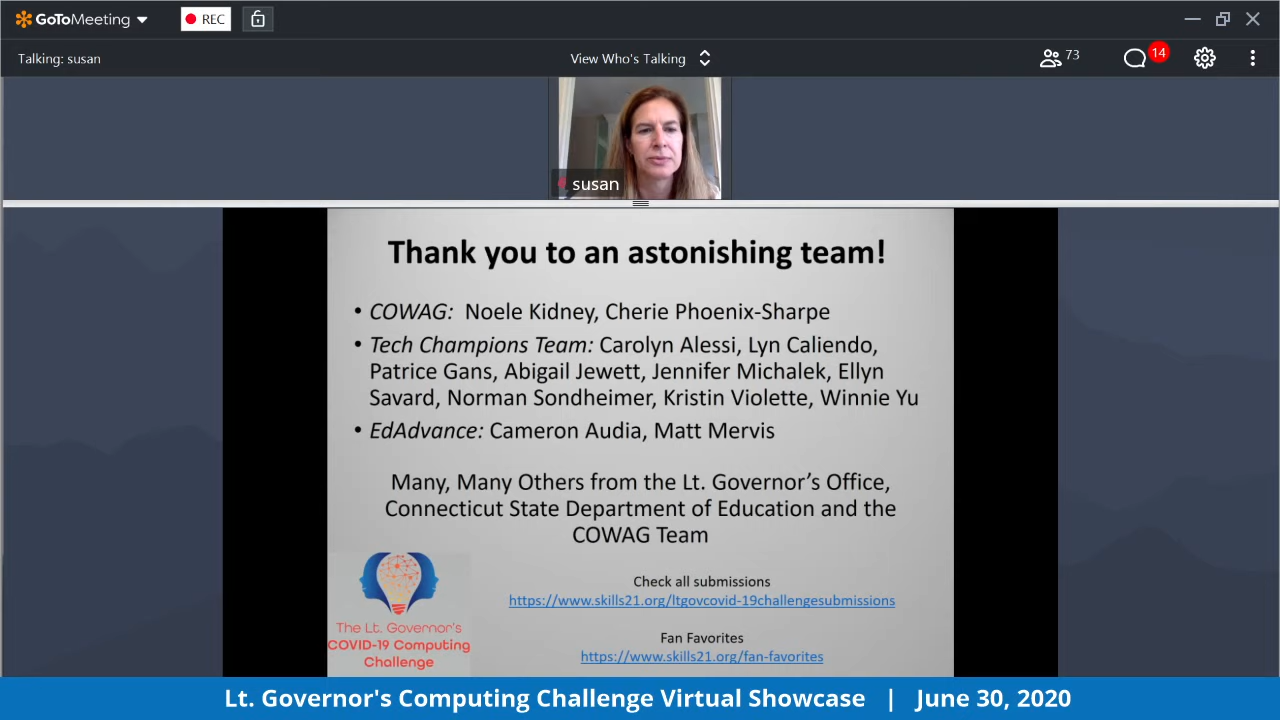 GoToMeeting
REC
Talking: susan
View Who's Talking
73
14
susan
Thank you to an astonishing team!
• COWAG: Noele Kidney, Cherie Phoenix-Sharpe
• Tech Champions Team: Carolyn Alessi, Lyn Caliendo,
Patrice Gans, Abigail Jewett, Jennifer Michalek, Ellyn
Savard, Norman Sondheimer, Kristin Violette, Winnie Yu
• EdAdvance: Cameron Audia, Matt Mervis
Many, Many Others from the Lt. Governor’s Office,
Connecticut State Department of Education and the
COWAG Team
Check all submissions
https://www.skills21.org/ltgovcovid-19challengesubmissions
Fan Favorites
https://www.skills21.org/fan-favorites
The Lt. Governor's
COVID-19 Computing
Challenge
Lt. Governor's Computing Challenge Virtual Showcase | June 30, 2020